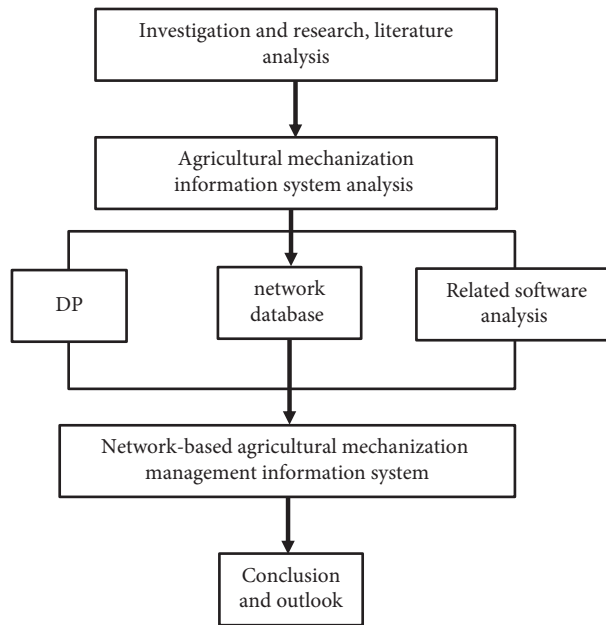 Investigation and research, literature
analysis
Agricultural mechanization
information system analysis
DP
network
database
Related software
analysis
Network-based agricultural mechanization
management information system
Conclusion
and outlook